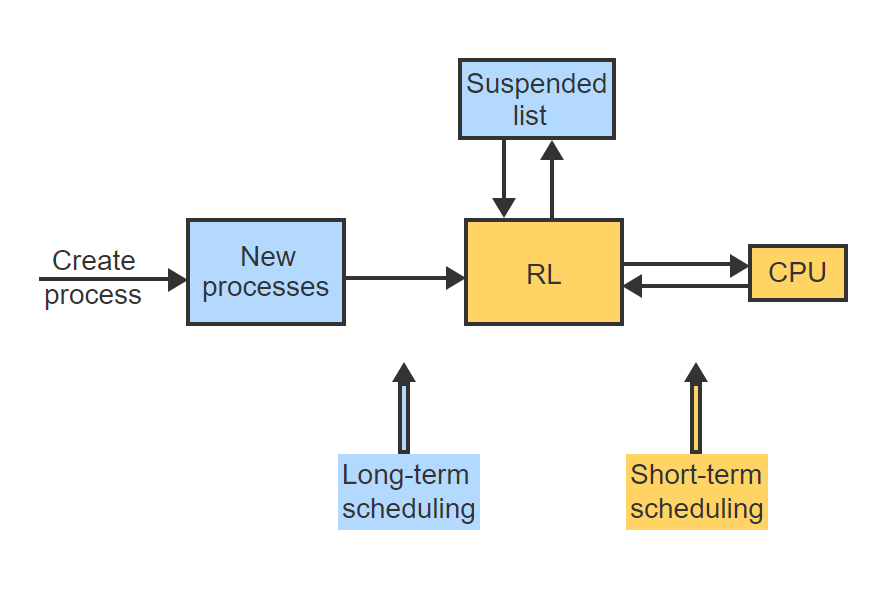 Suspended
list
Create
process
New
processes
RL
CPU
Long-term
scheduling
Short-term
scheduling